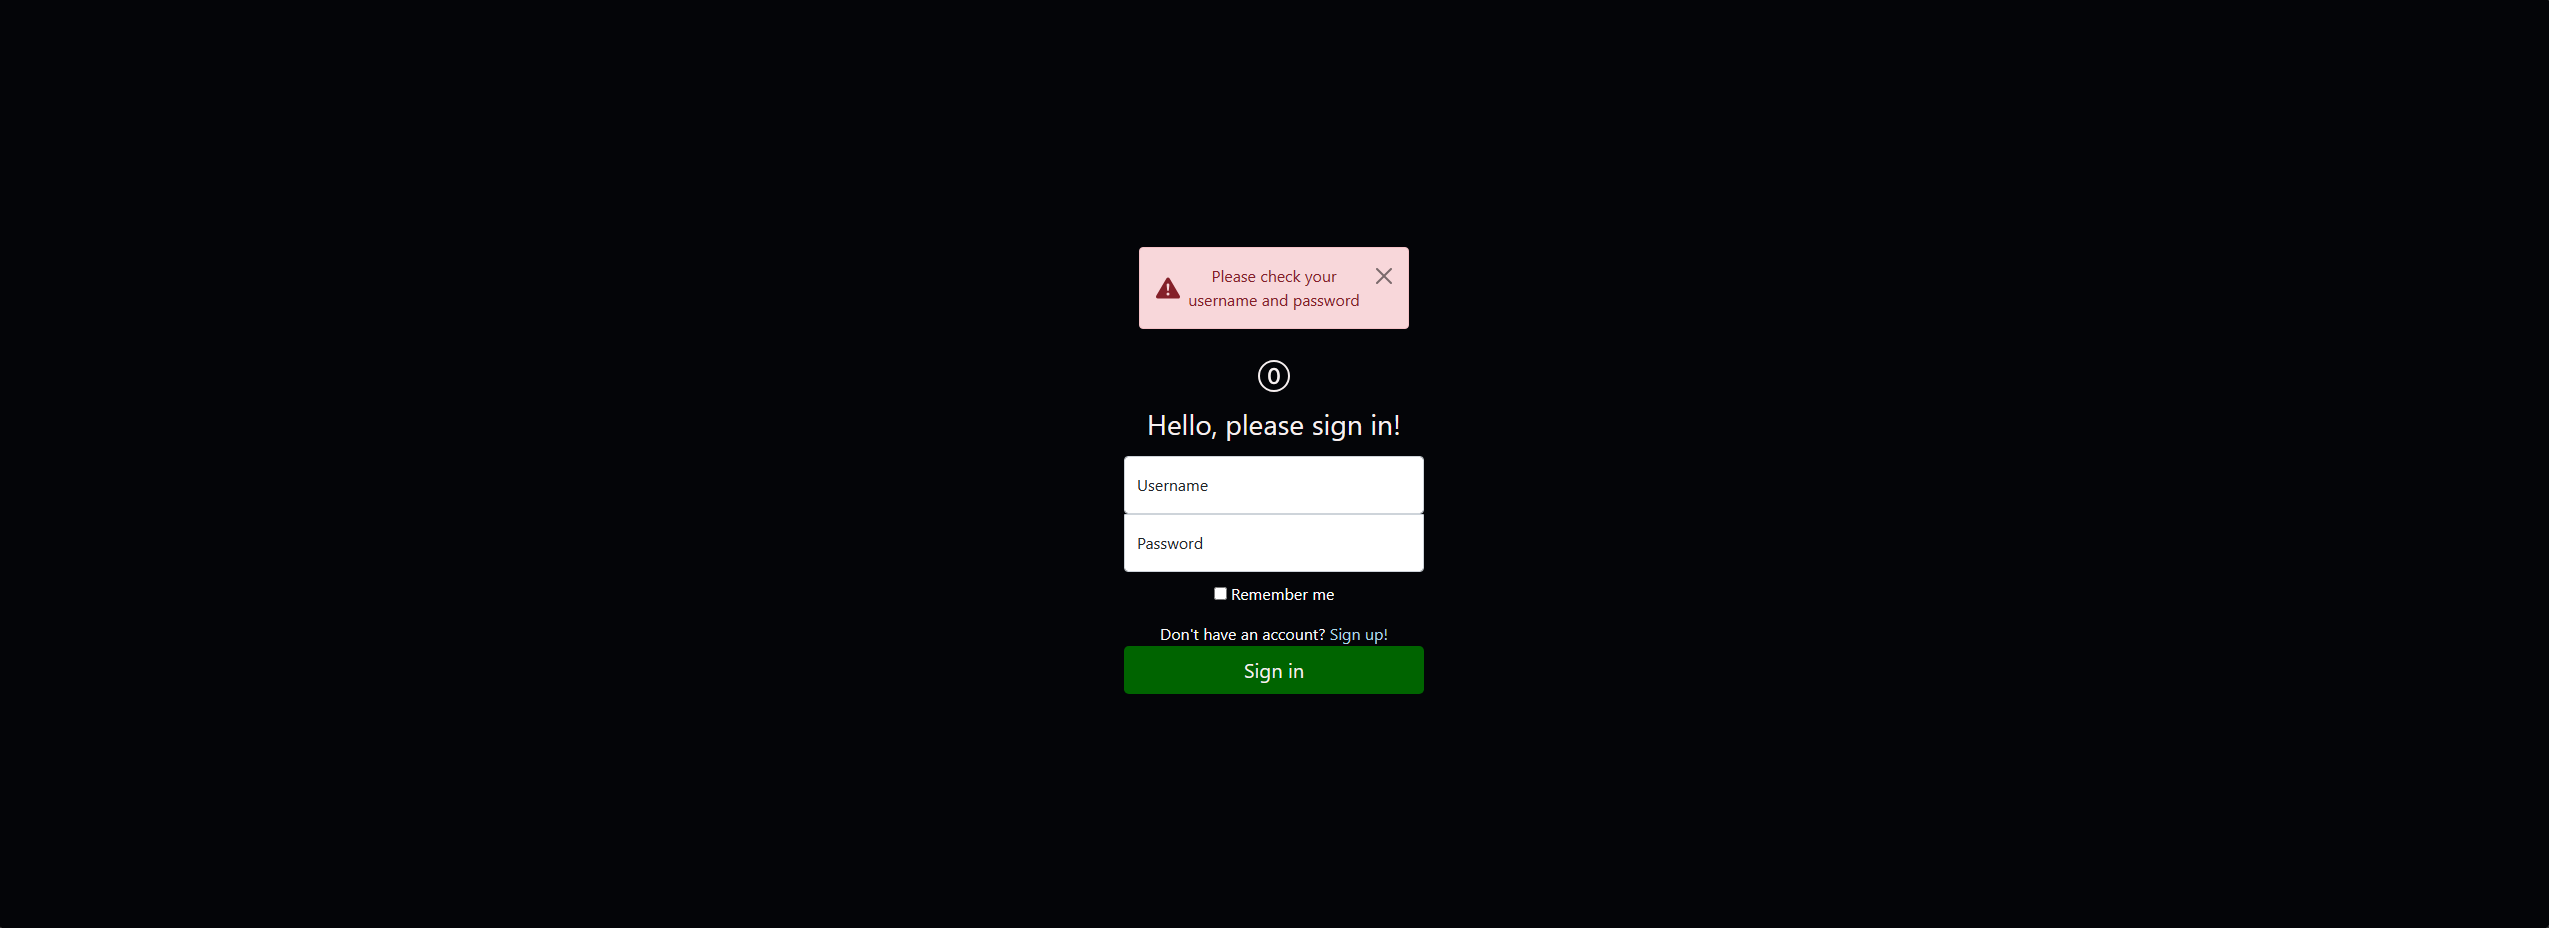 Please check your
username and password
0
Hello, please sign in!
Username
Password
Remember me
Don't have an account? Sign up!
Sign in